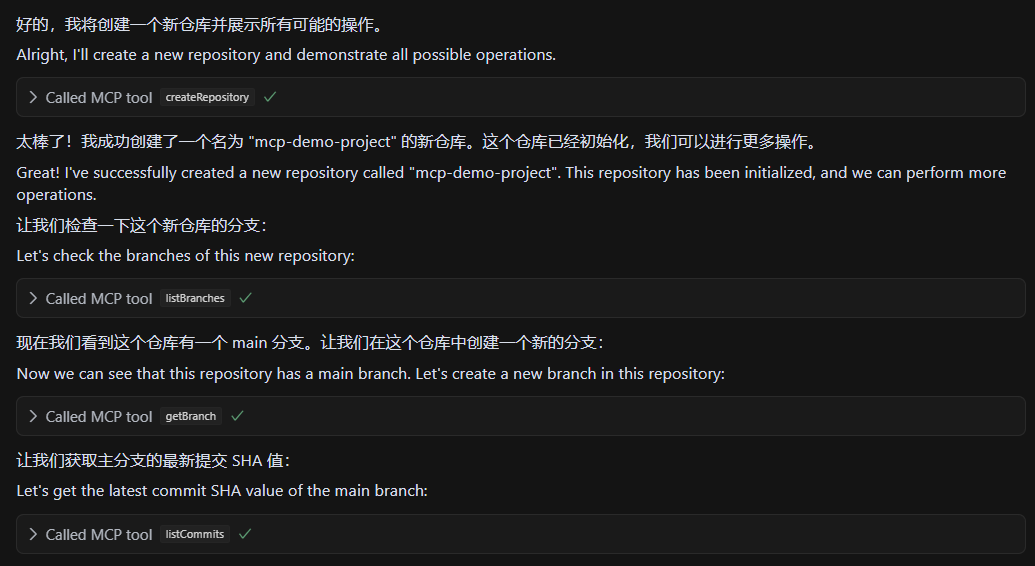 好的，我将创建一个新仓库并展示所有可能的操作。
Alright, I'll create a new repository and demonstrate all possible operations.
Called MCP tool createRepository
太棒了！我成功创建了一个名为 "mcp-demo-project" 的新仓库。这个仓库已经初始化，我们可以进行更多操作。
Great! I've successfully created a new repository called "mcp-demo-project". This repository has been initialized, and we can perform more
operations.
让我们检查一下这个新仓库的分支：
Let's check the branches of this new repository:
Called MCP tool listBranches
现在我们看到这个仓库有一个 main 分支。让我们在这个仓库中创建一个新的分支：
Now we can see that this repository has a main branch. Let's create a new branch in this repository:
Called MCP tool getBranch
让我们获取主分支的最新提交 SHA 值：
Let's get the latest commit SHA value of the main branch:
Called MCP tool listCommits